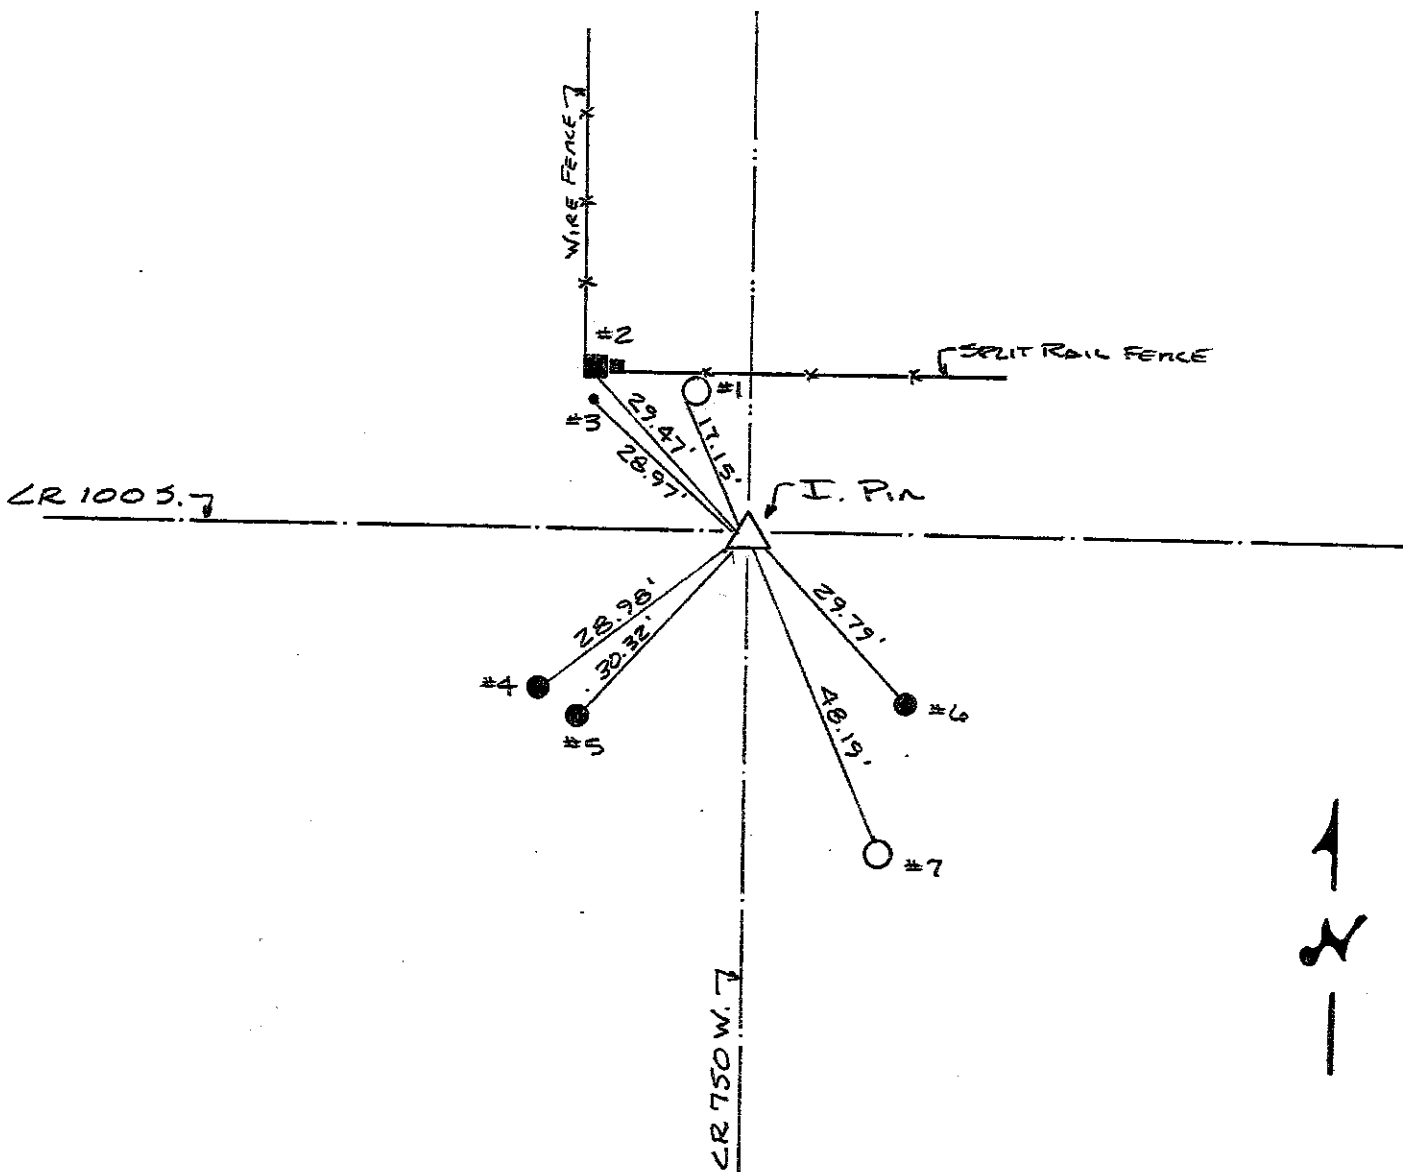 WIRE FENCE
#2
SPLIT RAIL FENCE
#1
#3
29.47'
17.15'
28.97'
CR 100 S.
I. PIN
28.98'
29.79'
30.32'
#4
#6
48.19'
#5
#7
N
CR 750 W.